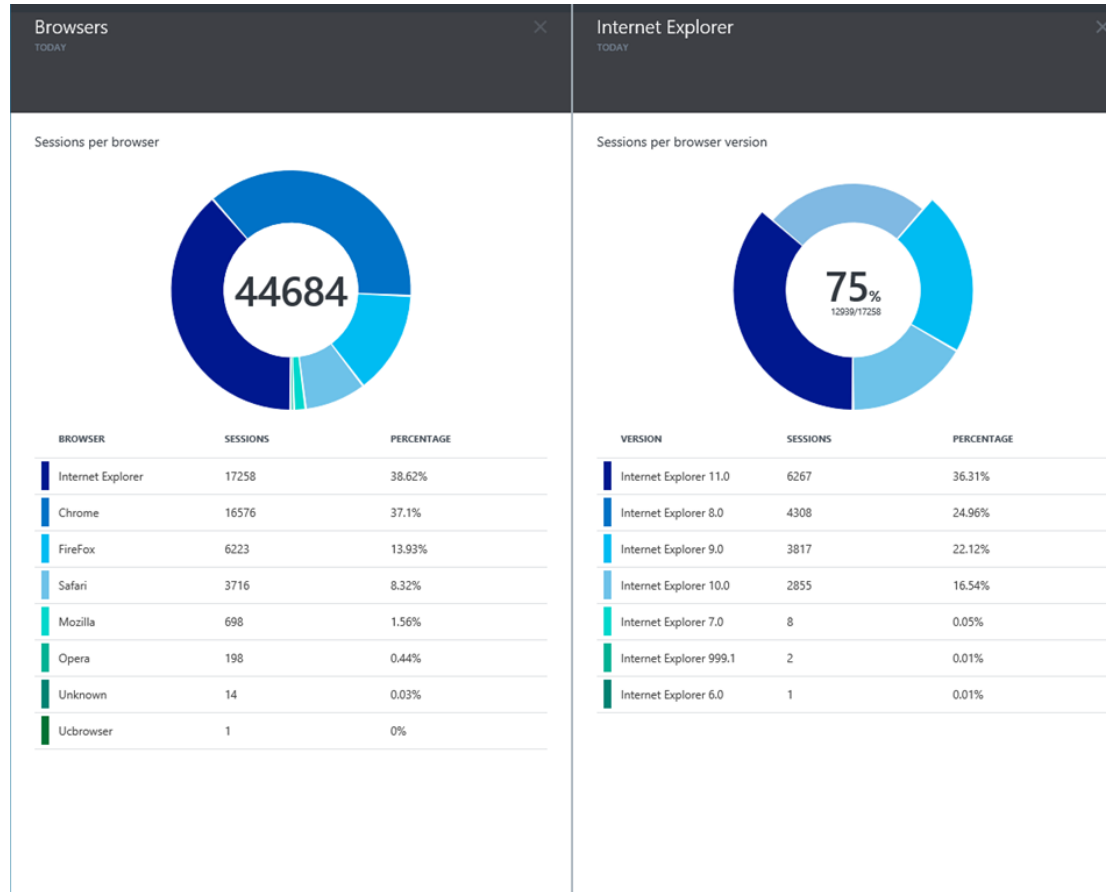 Browsers
TODAY
Sessions per browser
44684
BROWSER SESSIONS PERCENTAGE
Internet Explorer 17258 38.62%
Chrome 16576 37.1%
FireFox 6223 13.93%
Safari 3716 8.32%
Mozilla 698 1.56%
Opera 198 0.44%
Unknown 14 0.03%
Ucbrowser 1 0%
Internet Explorer
TODAY
Sessions per browser version
75%
12939/17258
VERSION SESSIONS PERCENTAGE
Internet Explorer 11.0 6267 36.31%
Internet Explorer 8.0 4308 24.96%
Internet Explorer 9.0 3817 22.12%
Internet Explorer 10.0 2855 16.54%
Internet Explorer 7.0 8 0.05%
Internet Explorer 999.1 2 0.01%
Internet Explorer 6.0 1 0.01%